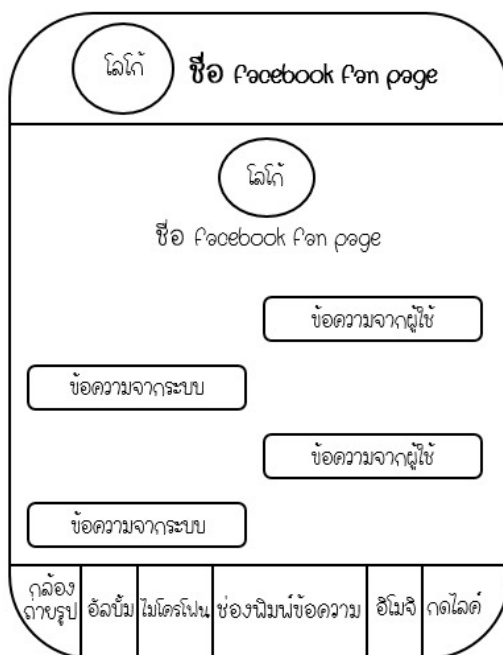 โลโก้
ชื่อ facebook fan page
โลโก้
ชื่อ facebook fan page
ข้อความจากผู้ใช้
ข้อความจากระบบ
ข้อความจากผู้ใช้
ข้อความจากระบบ
กล้อง
ถ่ายรูป
อัลบั้ม
ไมโครโฟน
ช่องพิมพ์ข้อความ
อีโมจิ
กดไลค์